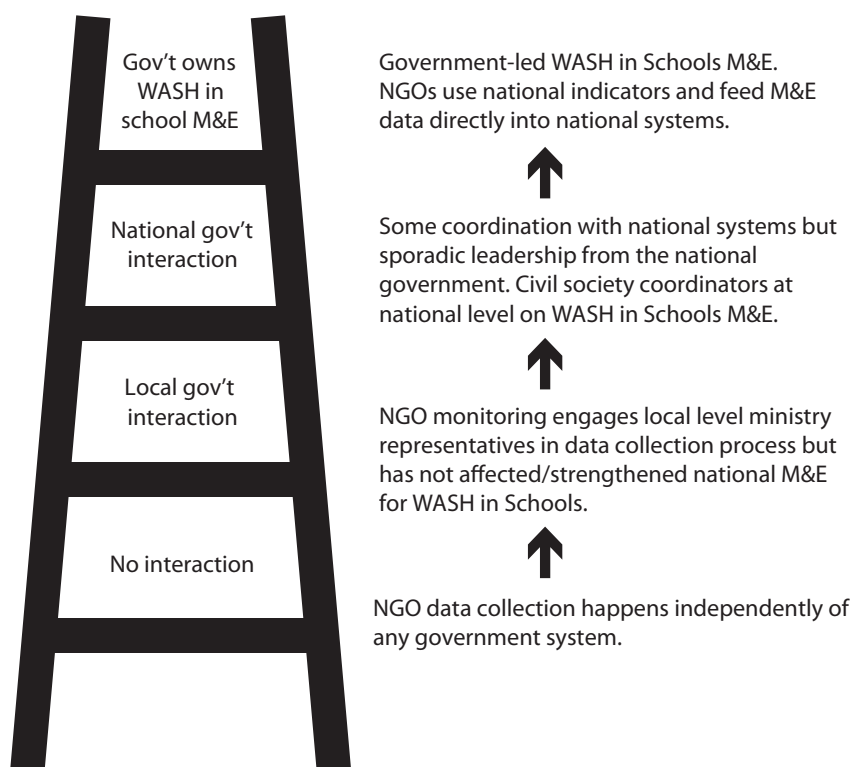 Gov’t owns
WASH in
school M&E
Government-led WASH in Schools M&E.
NGOs use national indicators and feed M&E
data directly into national systems.
National gov’t
interaction
Some coordination with national systems but
sporadic leadership from the national
government. Civil society coordinators at
national level on WASH in Schools M&E.
Local gov’t
interaction
NGO monitoring engages local level ministry
representatives in data collection process but
has not affected/strengthened national M&E
for WASH in Schools.
No interaction
NGO data collection happens independently of
any government system.